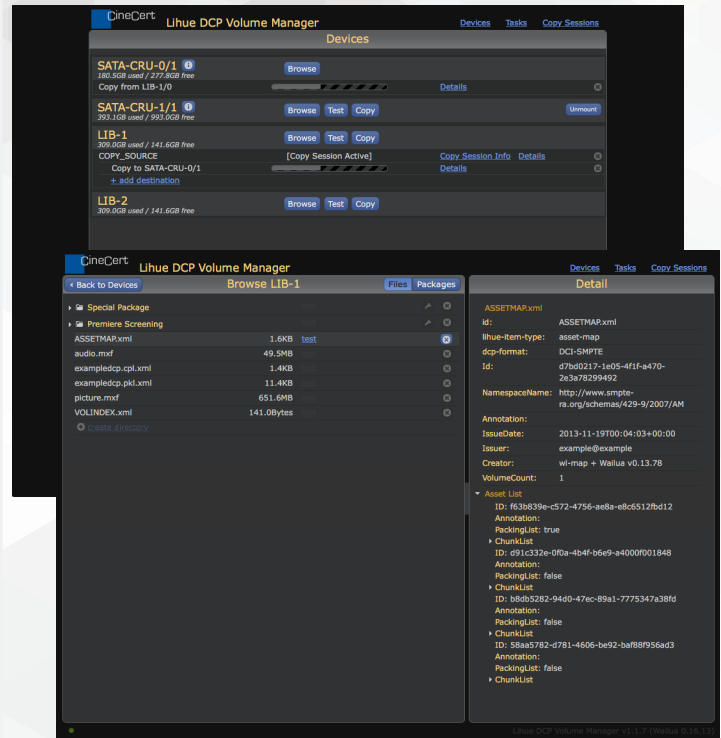 CineCert Lihue DCP Volume Manager Devices Tasks Copy Sessions
Devices
SATA-CRU-0/1 Browse
180.5GB used / 277.8GB free
Copy from LIB-1/0 Details
SATA-CRU-1/1 Browse Test Copy Unmount
393.1GB used / 993.0GB free
LIB-1 Browse Test Copy
309.0GB used / 141.6GB free
COPY_SOURCE [Copy Session Active] Copy Session Info Details
Copy to SATA-CRU-0/1 Details
+ add destination
LIB-2 Browse Test Copy
309.0GB used / 141.6GB free
CineCert Lihue DCP Volume Manager Devices Tasks Copy Sessions
Back to Devices Browse LIB-1 Files Packages
Special Package
Premiere Screening
ASSETMAP.xml 1.6KB test
audio.mxf 49.5MB
exampledcp.cpl.xml 1.4KB
exampledcp.pkl.xml 11.4KB
picture.mxf 651.6MB
VOLINDEX.xml 141.0Bytes
create directory
Detail
ASSETMAP.xml
id: ASSETMAP.xml
lihue-item-type: asset-map
dcp-format: DCI-SMPTE
Id: d7bd0217-1e05-4f1f-a470-
2e3a78299492
NamespaceName: http://www.smpte-
ra.org/schemas/429-9/2007/AM
Annotation:
IssueDate: 2013-11-19T00:04:03+00:00
Issuer: example@example
Creator: wl-map + Wailua v0.13.78
VolumeCount: 1
Asset List
ID: f63b839e-c572-4756-ae8a-e8c6512fbd12
Annotation:
PackingList: true
ChunkList
ID: d91c332e-0f0a-4b4f-b6e9-a4000f001848
Annotation:
PackingList: false
ChunkList
ID: b8db5282-94d0-47ec-89a1-7775347a38fd
Annotation:
PackingList: false
ChunkList
ID: 58aa5782-d781-4606-be92-baf88f956ad3
Annotation:
PackingList: false
ChunkList
Lihue DCP Volume Manager v1.1.7 (Wailua 0.16.13)